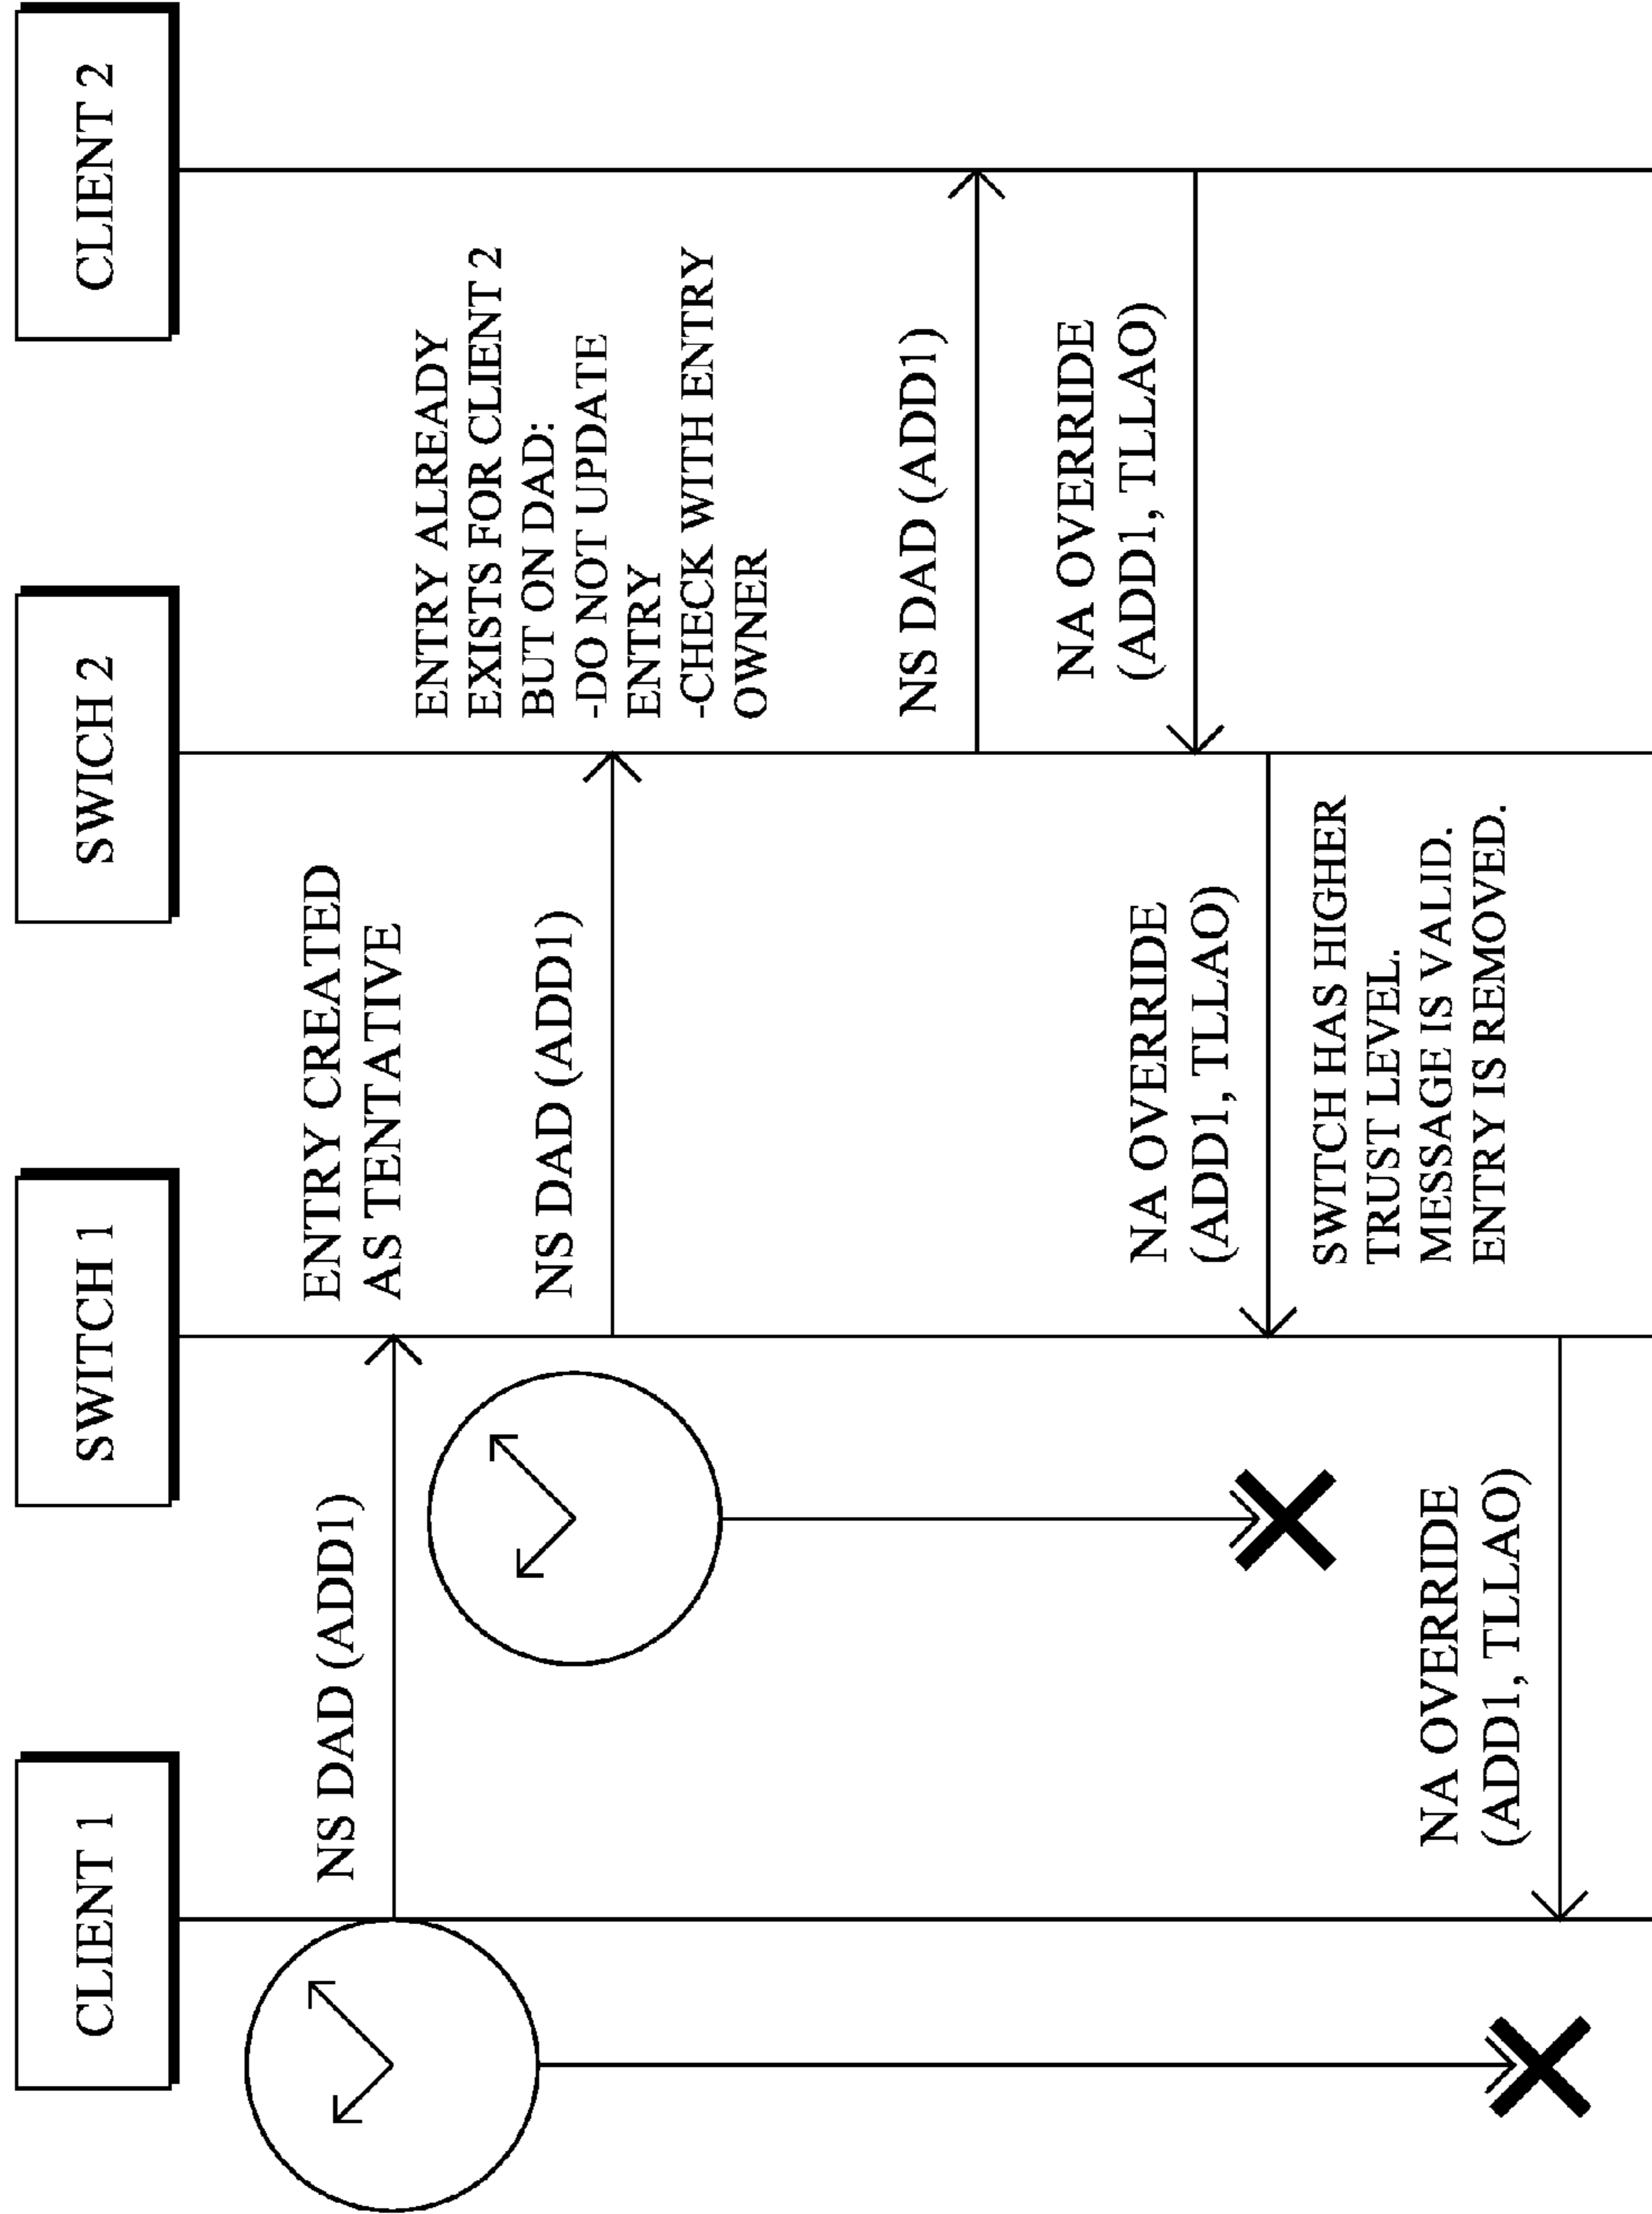 CLIENT 1
SWITCH 1
SWICH 2
CLIENT 2
NS DAD (ADD1)
ENTRY CREATED
AS TENTATIVE
NS DAD (ADD1)
ENTRY ALREADY
EXISTS FOR CLIENT 2
BUT ON DAD:
-DO NOT UPDATE
ENTRY
-CHECK WITH ENTRY
OWNER
NS DAD (ADD1)
NA OVERRIDE
(ADD1, TLLAO)
NA OVERRIDE
(ADD1, TLLAO)
SWITCH HAS HIGHER
TRUST LEVEL.
MESSAGE IS VALID.
ENTRY IS REMOVED.
NA OVERRIDE
(ADD1, TLLAO)